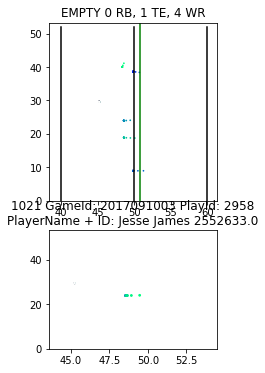 EMPTY 0 RB, 1 TE, 4 WR
50
40
30
20
10
0
40 45 50 55 60
1021 GameId: 2017091003 PlayId: 2958
PlayerName + ID: Jesse James 2552633.0
40
20
0
45.0 47.5 50.0 52.5